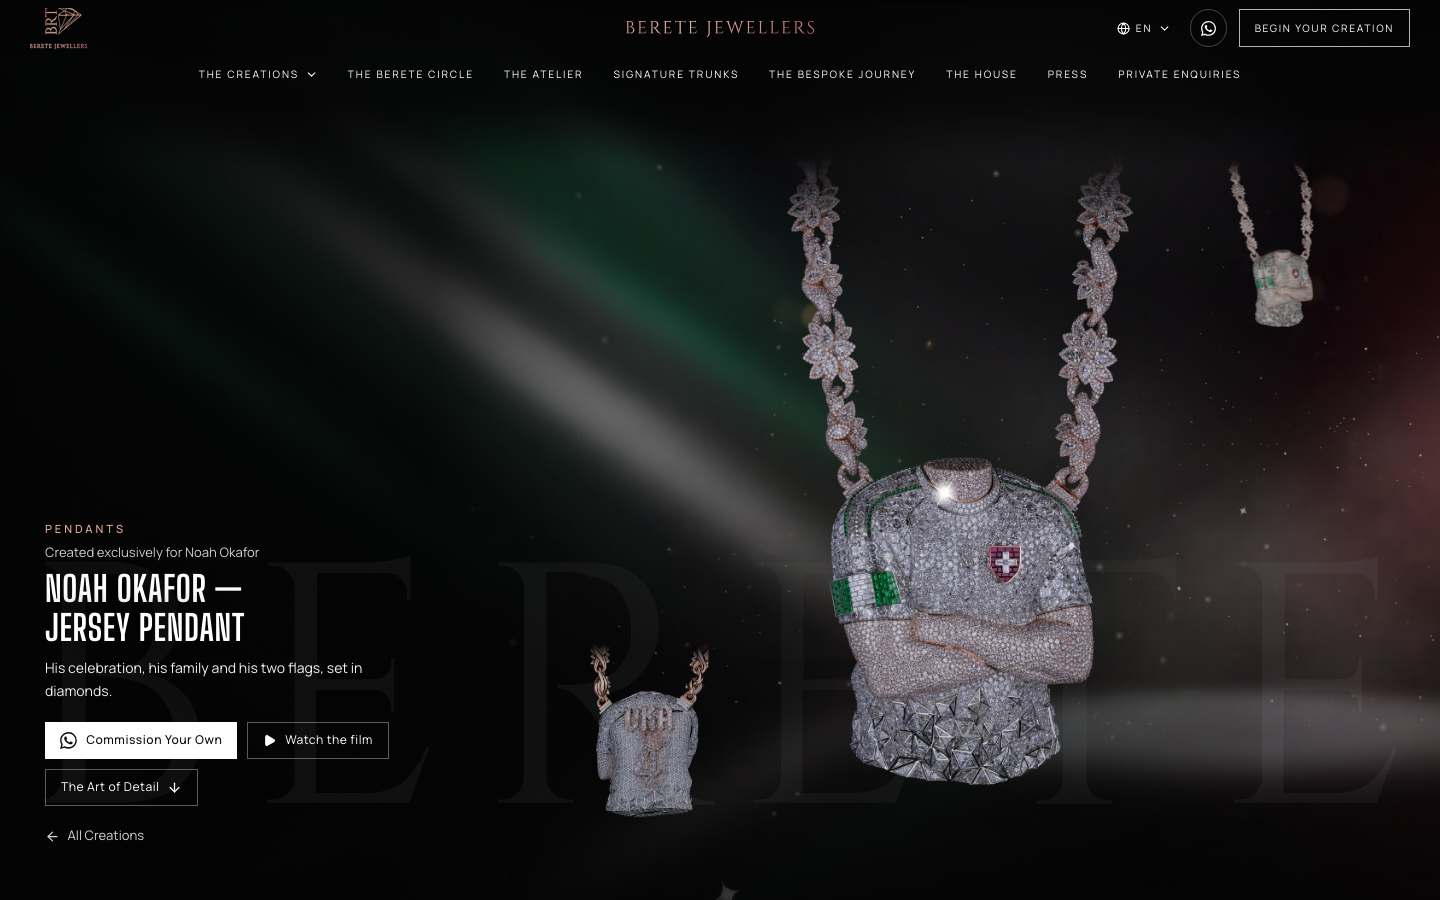 BRT
BERETE JEWELLERS
BERETE JEWELLERS
EN
BEGIN YOUR CREATION
THE CREATIONS
THE BERETE CIRCLE
THE ATELIER
SIGNATURE TRUNKS
THE BESPOKE JOURNEY
THE HOUSE
PRESS
PRIVATE ENQUIRIES
PENDANTS
Created exclusively for Noah Okafor
NOAH OKAFOR —
JERSEY PENDANT
His celebration, his family and his two flags, set in
diamonds.
Commission Your Own
Watch the film
The Art of Detail
All Creations
BERETE